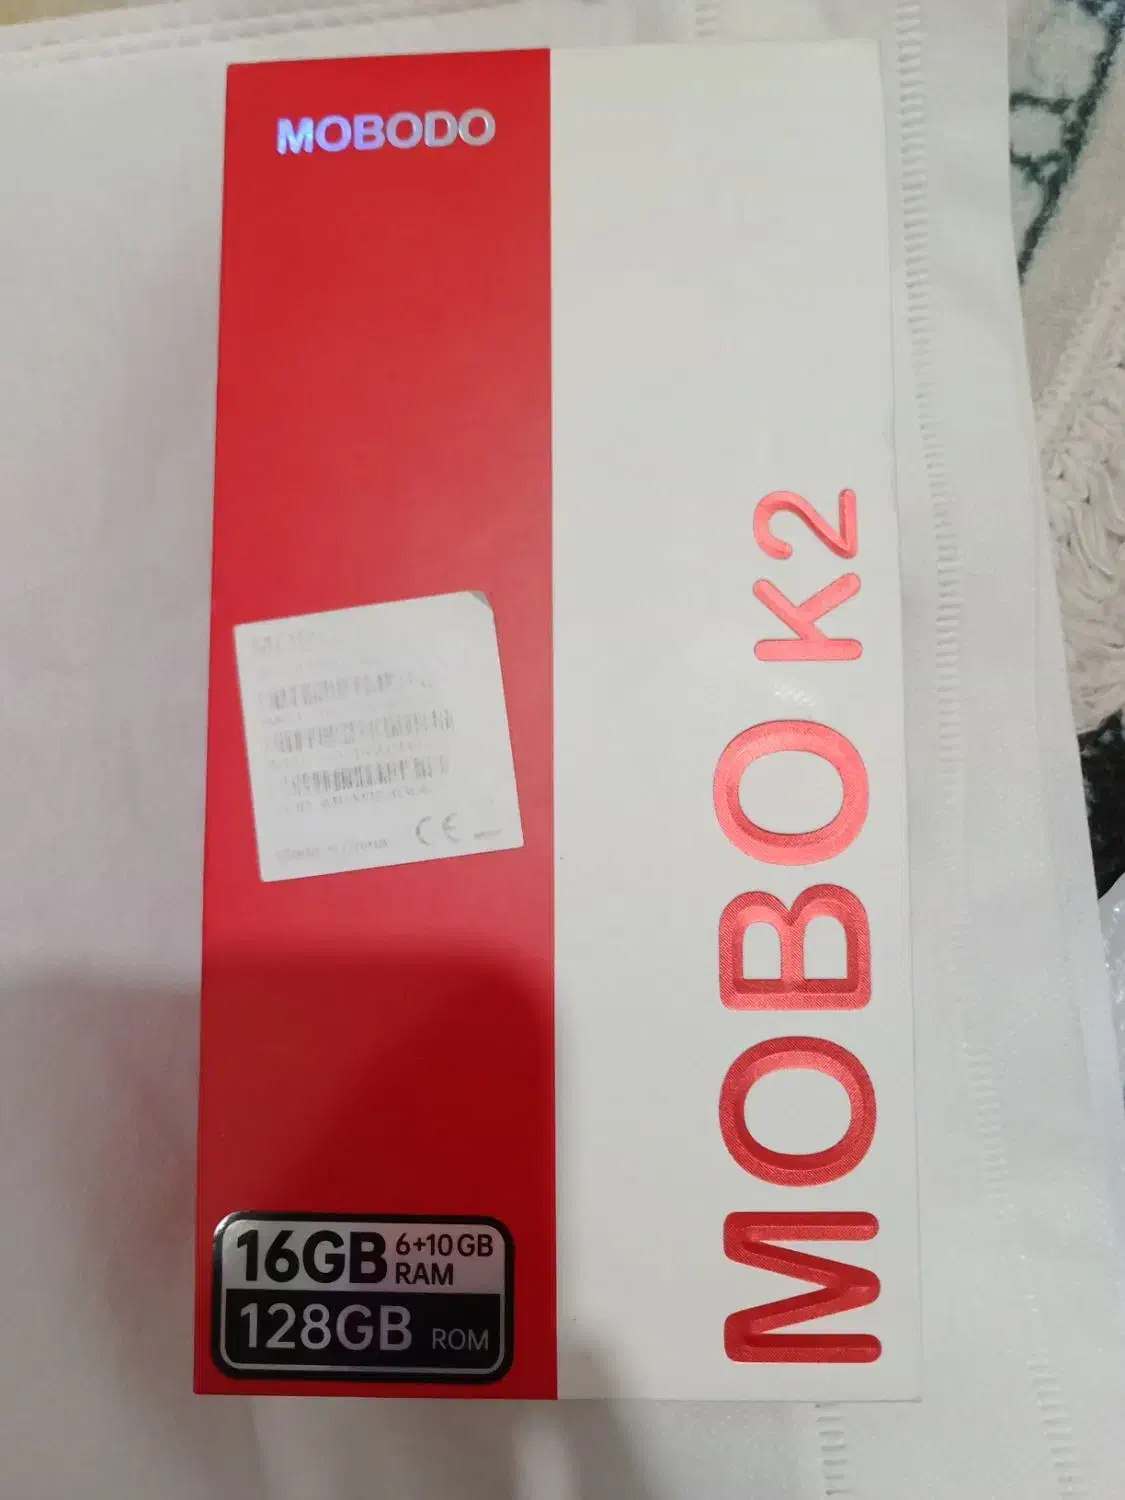 MOBODO
MOBO K2
CE
16GB 6+10GB
RAM
128GB ROM